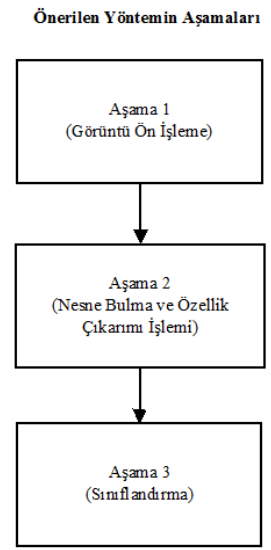 Önerilen Yöntemin Aşamaları
Aşama 1
(Görüntü Ön İşleme)
Aşama 2
(Nesne Bulma ve Özellik
Çıkarımı İşlemi)
Aşama 3
(Sınıflandırma)